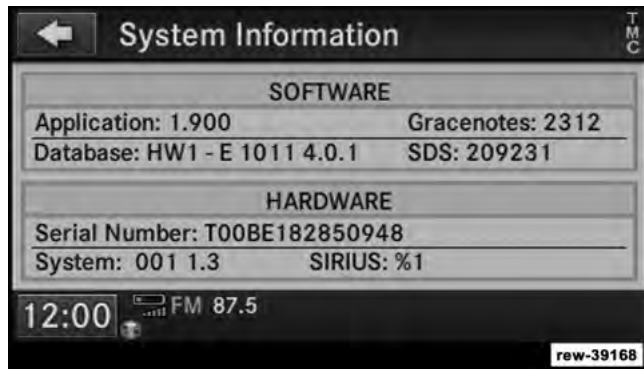 System Information
TMC
SOFTWARE
Application: 1.900 Gracenotes: 2312
Database: HW1 - E 1011 4.0.1 SDS: 209231
HARDWARE
Serial Number: T00BE182850948
System: 001 1.3 SIRIUS: %1
12:00 FM 87.5
rew-39168